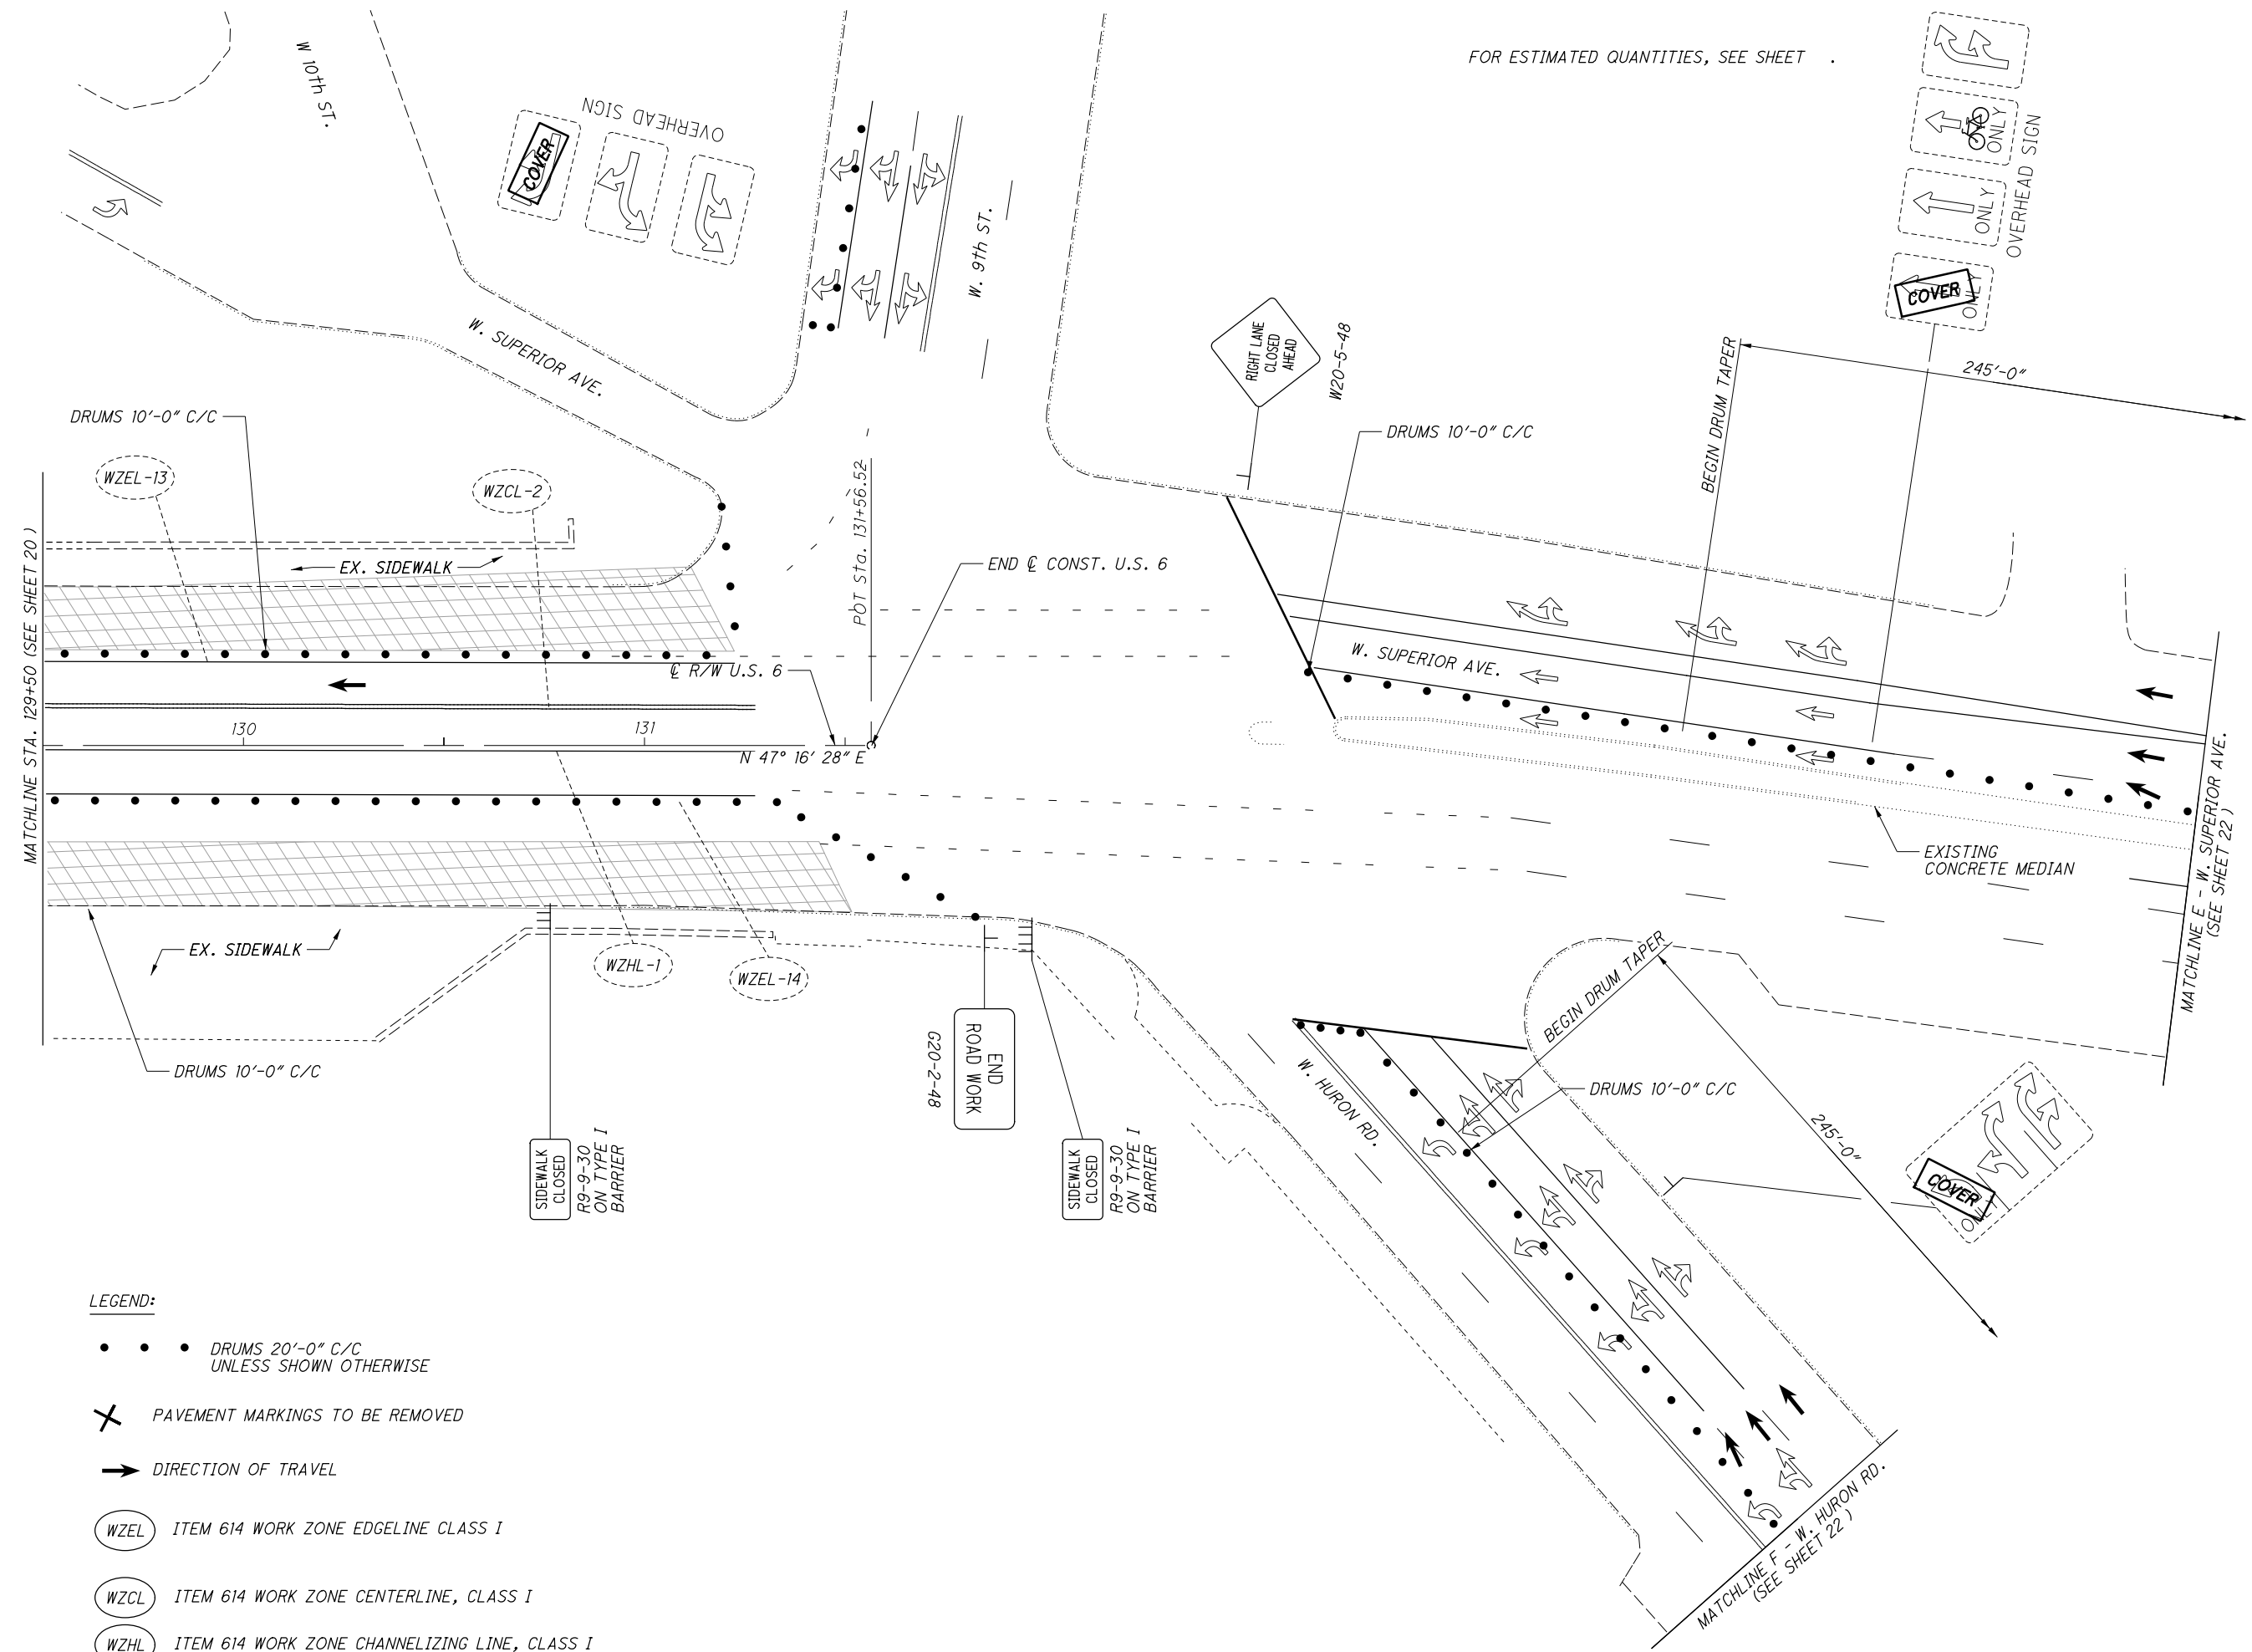 FOR ESTIMATED QUANTITIES, SEE SHEET .
W 10th ST.
OVERHEAD SIGN
COVER
W. 9th ST.
W. SUPERIOR AVE.
ONLY
ONLY
ONLY
COVER
OVERHEAD SIGN
RIGHT LANE
CLOSED
AHEAD
W20-5-48
BEGIN DRUM TAPER
245'-0"
DRUMS 10'-0" C/C
DRUMS 10'-0" C/C
WZEL-13
WZCL-2
EX. SIDEWALK
POT Sta. 131+56.52
END ℄ CONST. U.S. 6
MATCHLINE STA. 129+50 (SEE SHEET 20 )
℄ R/W U.S. 6
W. SUPERIOR AVE.
130
131
N 47° 16' 28" E
EXISTING
CONCRETE MEDIAN
MATCHLINE E - W. SUPERIOR AVE.
(SEE SHEET 22 )
EX. SIDEWALK
WZHL-1
WZEL-14
DRUMS 10'-0" C/C
END
ROAD WORK
G20-2-48
SIDEWALK
CLOSED
R9-9-30
ON TYPE I
BARRIER
SIDEWALK
CLOSED
R9-9-30
ON TYPE I
BARRIER
BEGIN DRUM TAPER
W. HURON RD.
DRUMS 10'-0" C/C
245'-0"
COVER
ONLY
MATCHLINE F - W. HURON RD.
(SEE SHEET 22 )
LEGEND:
DRUMS 20'-0" C/C
UNLESS SHOWN OTHERWISE
PAVEMENT MARKINGS TO BE REMOVED
DIRECTION OF TRAVEL
WZEL ITEM 614 WORK ZONE EDGELINE CLASS I
WZCL ITEM 614 WORK ZONE CENTERLINE, CLASS I
WZHL ITEM 614 WORK ZONE CHANNELIZING LINE, CLASS I